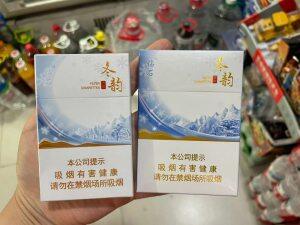 冬韵
FILTER
CIGARETTES
本公司提示
吸烟有害健康
请勿在禁烟场所吸烟
冬韵
本公司提示
吸烟有害健康
请勿在禁烟场所吸烟